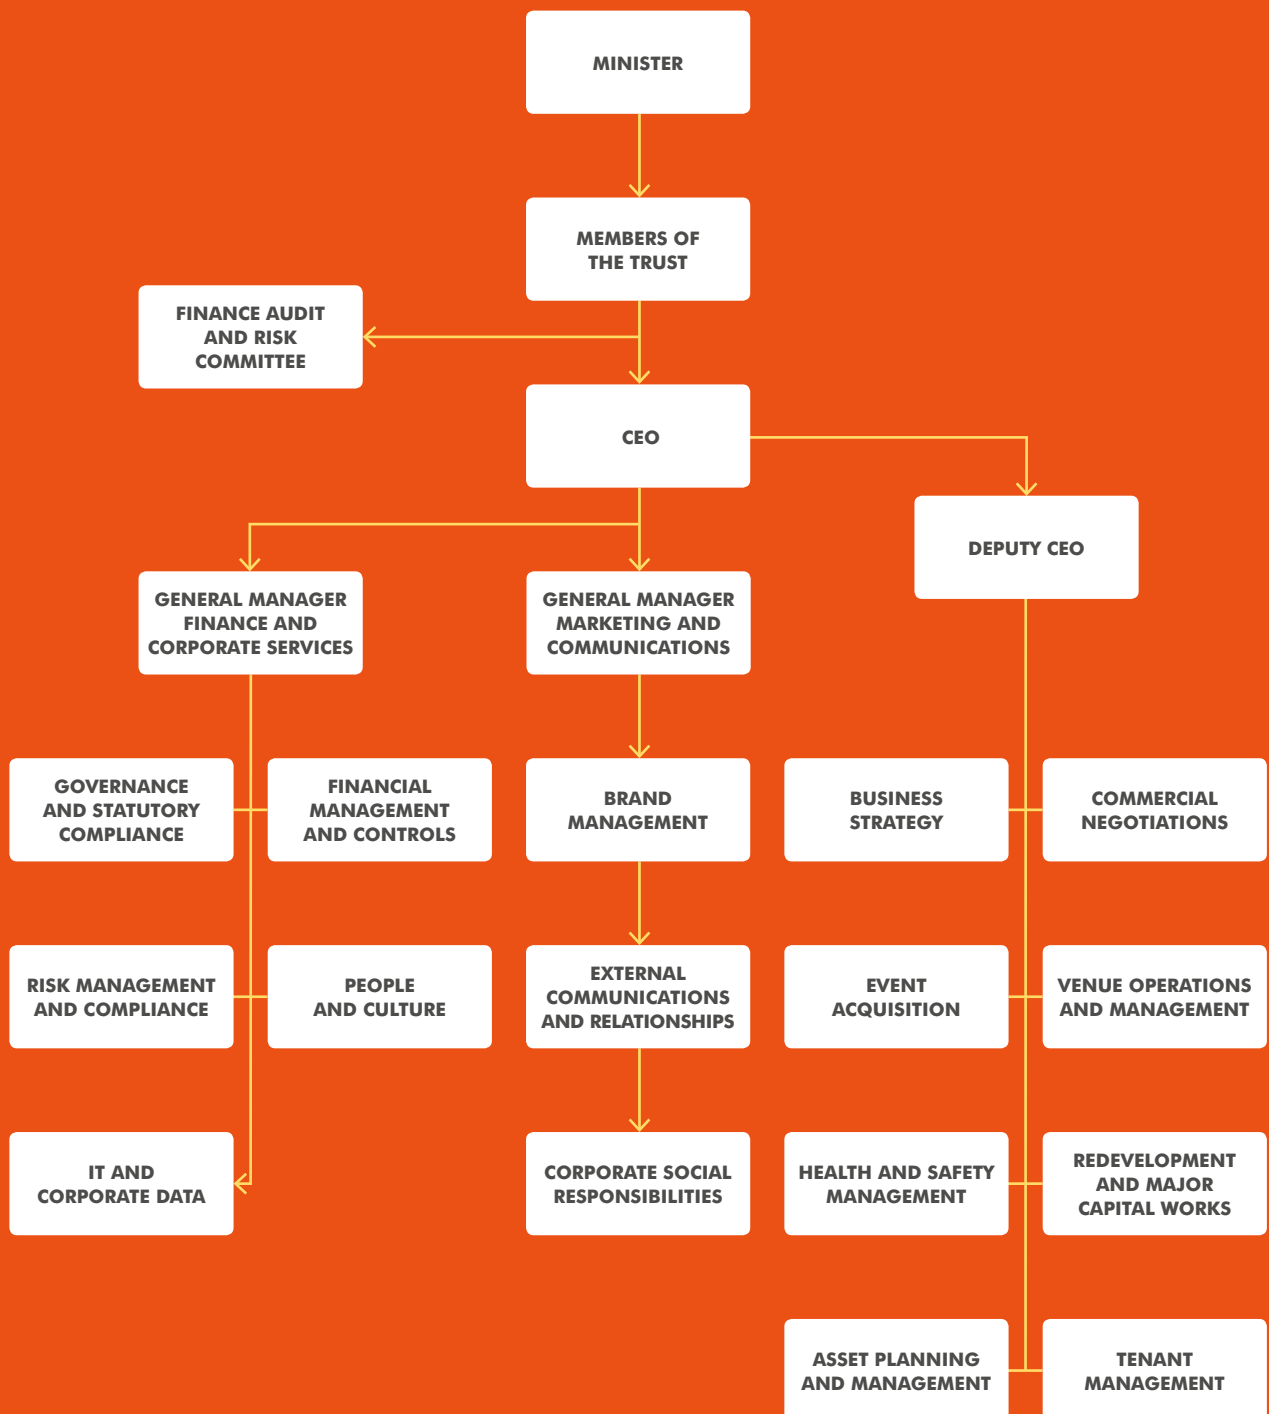 MINISTER
MEMBERS OF
THE TRUST
FINANCE AUDIT
AND RISK
COMMITTEE
CEO
DEPUTY CEO
GENERAL MANAGER
FINANCE AND
CORPORATE SERVICES
GENERAL MANAGER
MARKETING AND
COMMUNICATIONS
GOVERNANCE
AND STATUTORY
COMPLIANCE
FINANCIAL
MANAGEMENT
AND CONTROLS
BRAND
MANAGEMENT
BUSINESS
STRATEGY
COMMERCIAL
NEGOTIATIONS
RISK MANAGEMENT
AND COMPLIANCE
PEOPLE
AND CULTURE
EXTERNAL
COMMUNICATIONS
AND RELATIONSHIPS
EVENT
ACQUISITION
VENUE OPERATIONS
AND MANAGEMENT
IT AND
CORPORATE DATA
CORPORATE SOCIAL
RESPONSIBILITIES
HEALTH AND SAFETY
MANAGEMENT
REDEVELOPMENT
AND MAJOR
CAPITAL WORKS
ASSET PLANNING
AND MANAGEMENT
TENANT
MANAGEMENT